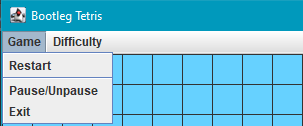 Bootleg Tetris
Game Difficulty
Restart
Pause/Unpause
Exit